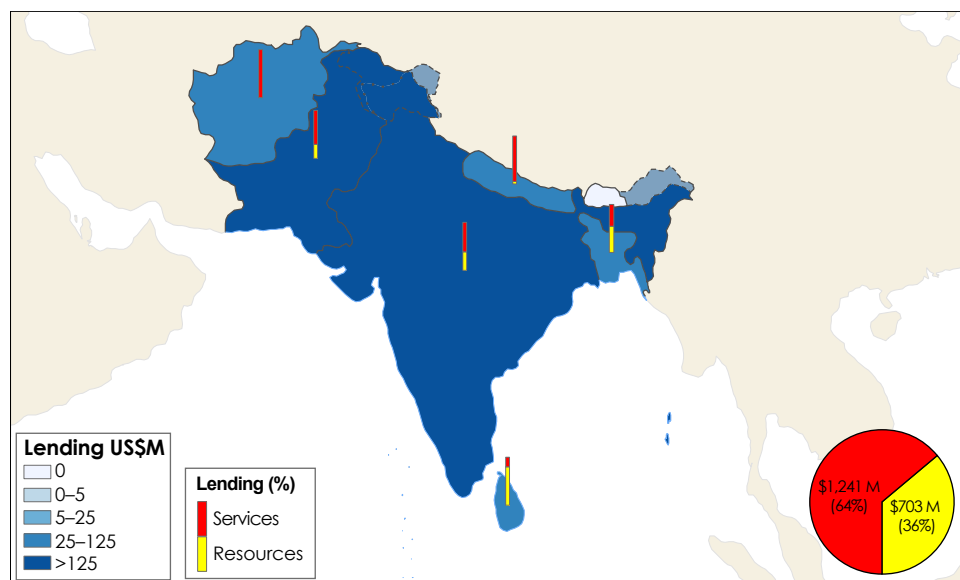 Lending US$M
0
0–5
5–25
25–125
>125
Lending (%)
Services
Resources
$1,241 M
(64%)
$703 M
(36%)